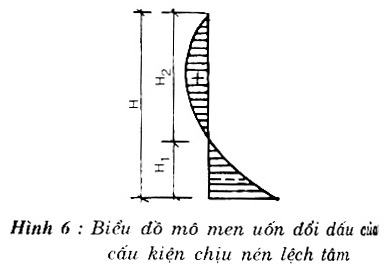 H
H₂
H₁
+
Hình 6 : Biểu đồ mô men uốn đổi dấu của
cấu kiện chịu nén lệch tâm